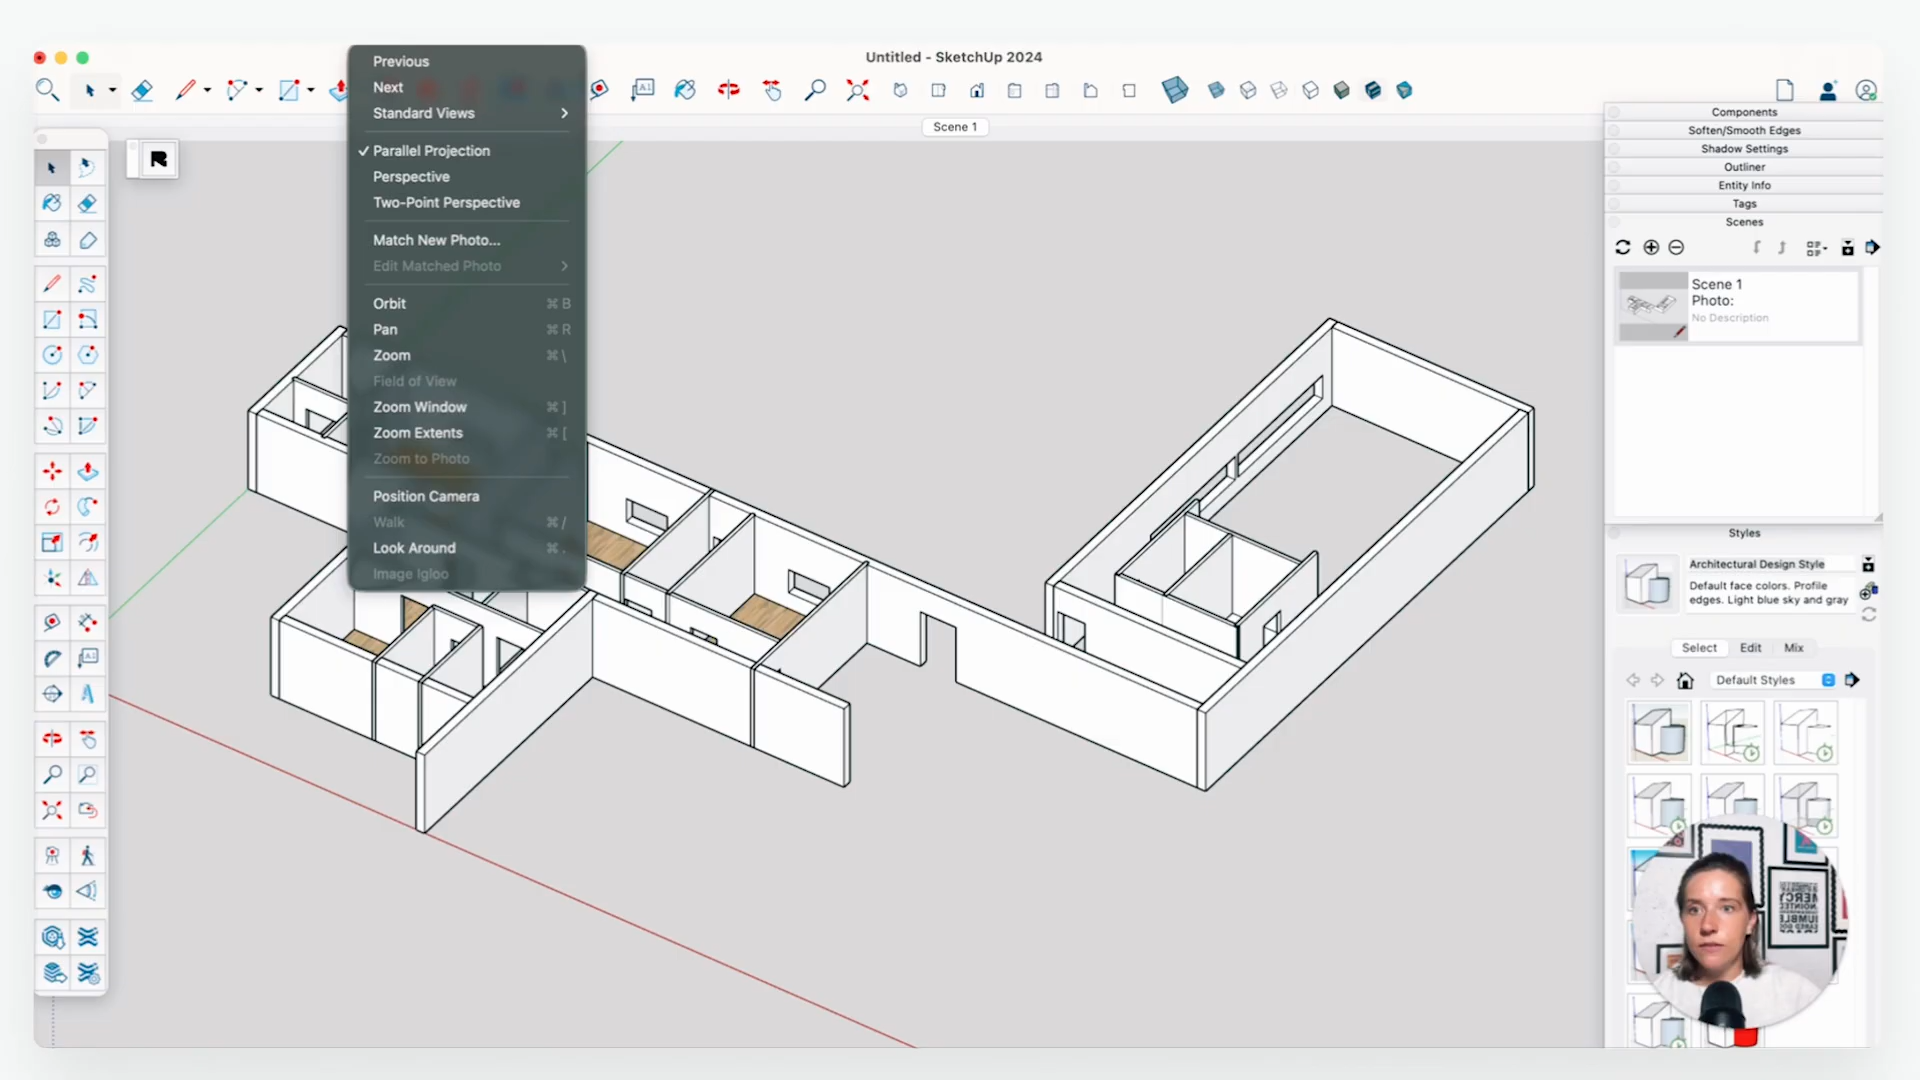 Untitled - SketchUp 2024
Previous
Next
Standard Views
Parallel Projection
Perspective
Two-Point Perspective
Match New Photo...
Edit Matched Photo
Orbit ⌘ B
Pan ⌘ R
Zoom ⌘ \
Field of View
Zoom Window ⌘ ]
Zoom Extents ⌘ [
Zoom to Photo
Position Camera
Walk ⌘ /
Look Around ⌘ .
Image Igloo
A1
Scene 1
A1
Components
Soften/Smooth Edges
Shadow Settings
Outliner
Entity Info
Tags
Scenes
Scene 1
Photo:
No Description
Styles
Architectural Design Style
Default face colors. Profile
edges. Light blue sky and gray
Select Edit Mix
Default Styles
MERCY